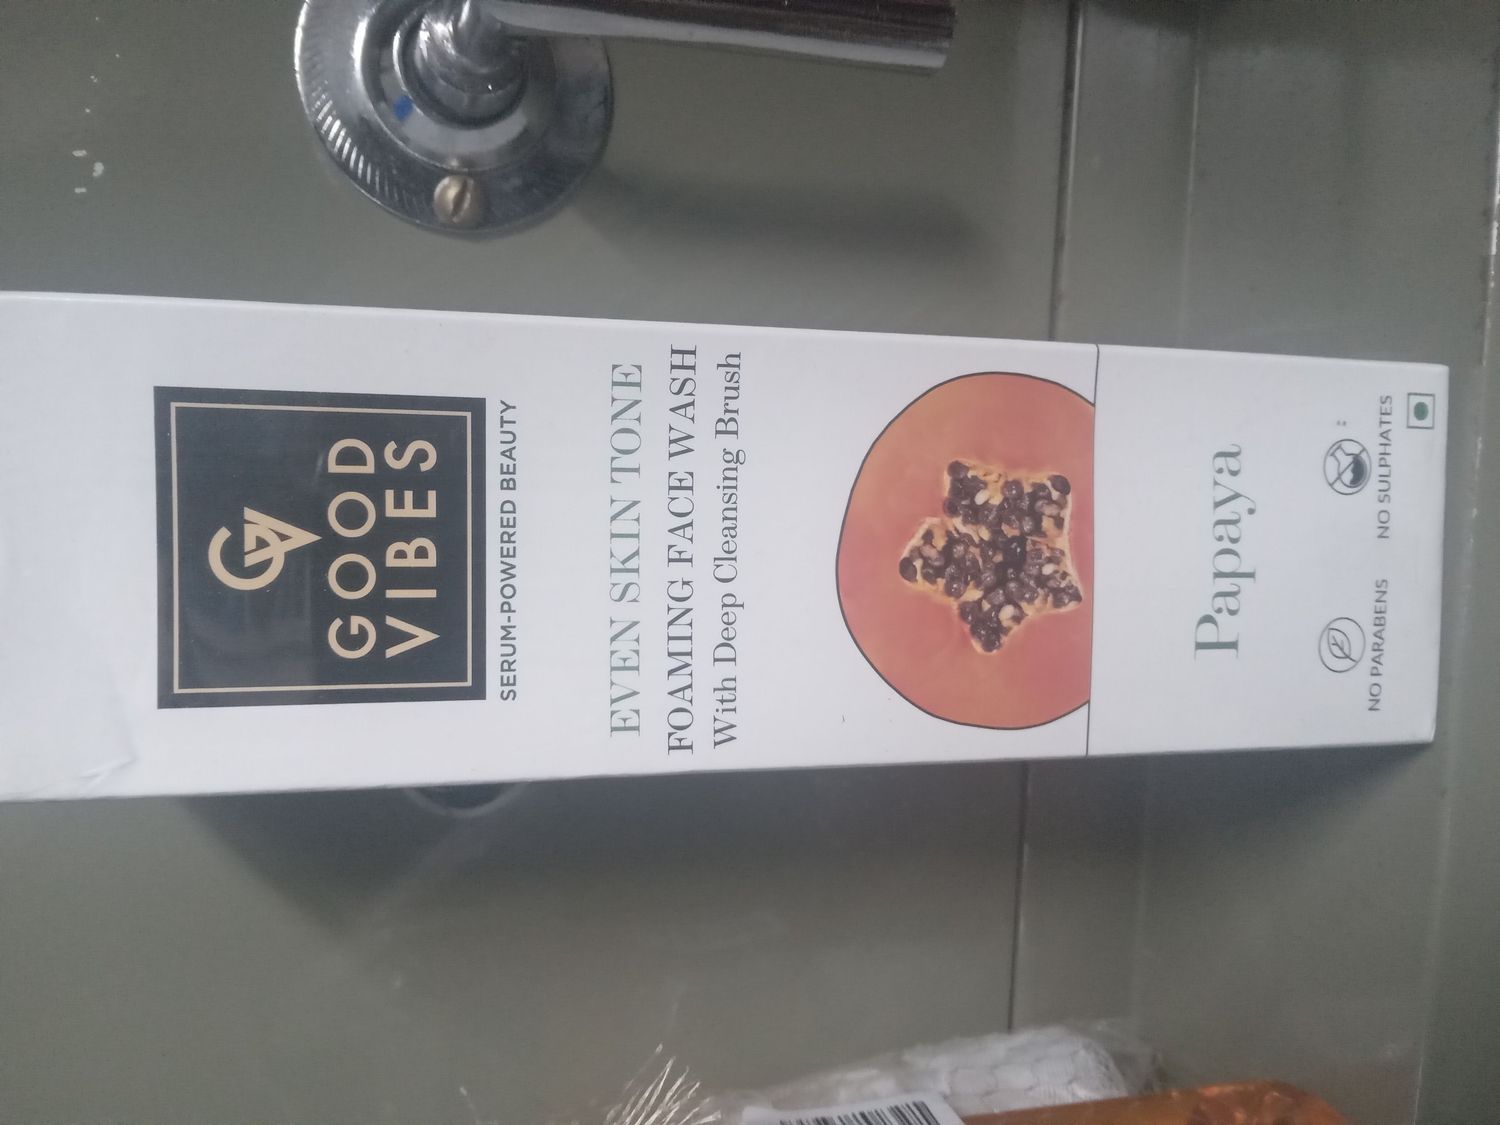 GV
GOOD
VIBES
SERUM-POWERED BEAUTY
EVEN SKIN TONE
FOAMING FACE WASH
With Deep Cleansing Brush
Papaya
NO PARABENS
NO SULPHATES